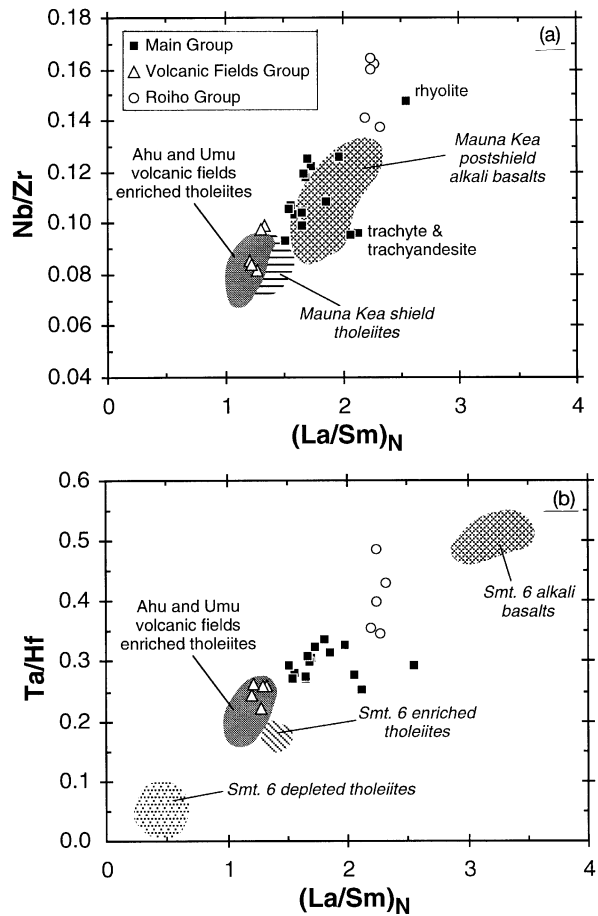 (a)
Main Group
Volcanic Fields Group
Roiho Group
0.18
0.16
0.14
0.12
0.10
0.08
0.06
0.04
Nb/Zr
rhyolite
Ahu and Umu
volcanic fields
enriched tholeiites
Mauna Kea
postshield
alkali basalts
trachyte &
trachyandesite
Mauna Kea shield
tholeiites
0 1 2 3 4
(La/Sm)N
(b)
0.6
0.5
0.4
0.3
0.2
0.1
0.0
Ta/Hf
Smt. 6 alkali
basalts
Ahu and Umu
volcanic fields
enriched tholeiites
Smt. 6 enriched
tholeiites
Smt. 6 depleted tholeiites
0 1 2 3 4
(La/Sm)N